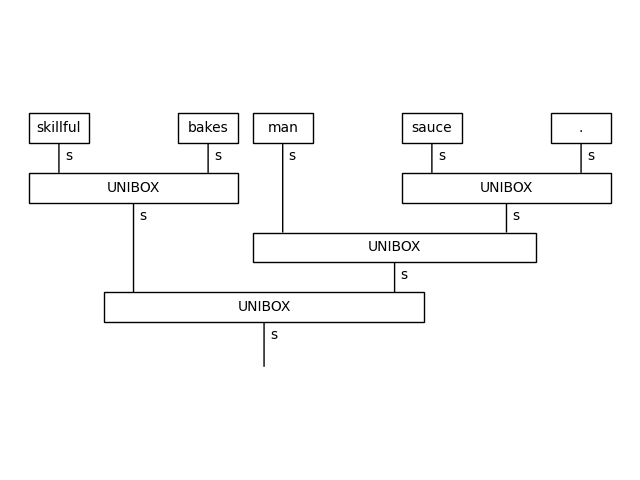 skillful bakes man sauce .
s s s s s
UNIBOX UNIBOX
s s
UNIBOX
s
UNIBOX
s